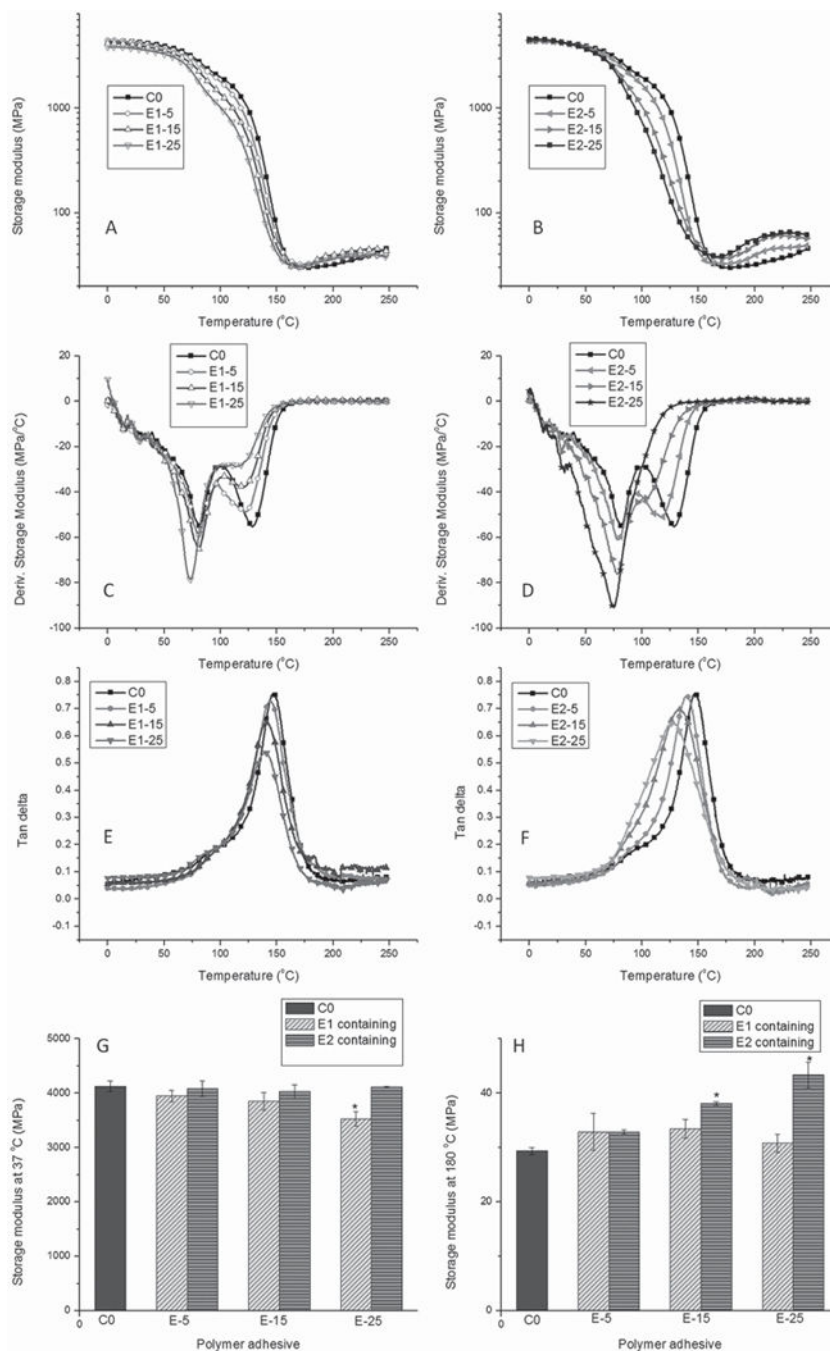 Storage modulus (MPa)
1000
100
C0
E1-5
E1-15
E1-25
A
0 50 100 150 200 250
Temperature (°C)
Storage modulus (MPa)
1000
100
C0
E2-5
E2-15
E2-25
B
0 50 100 150 200 250
Temperature (°C)
Deriv. Storage Modulus (MPa/°C)
20
0
-20
-40
-60
-80
-100
C0
E1-5
E1-15
E1-25
C
0 50 100 150 200 250
Temperature (°C)
Deriv. Storage Modulus (MPa/°C)
20
0
-20
-40
-60
-80
-100
C0
E2-5
E2-15
E2-25
D
0 50 100 150 200 250
Temperature (°C)
Tan delta
0.8
0.7
0.6
0.5
0.4
0.3
0.2
0.1
0.0
-0.1
C0
E1-5
E1-15
E1-25
E
0 50 100 150 200 250
Temperature (°C)
Tan delta
0.8
0.7
0.6
0.5
0.4
0.3
0.2
0.1
0.0
-0.1
C0
E2-5
E2-15
E2-25
F
0 50 100 150 200 250
Temperature (°C)
Storage modulus at 37 °C (MPa)
5000
4000
3000
2000
1000
0
G
C0
E1 containing
E2 containing
*
0 C0 E-5 E-15 E-25
Polymer adhesive
Storage modulus at 180 °C (MPa)
40
20
0
H
C0
E1 containing
E2 containing
*
*
0 C0 E-5 E-15 E-25
Polymer adhesive